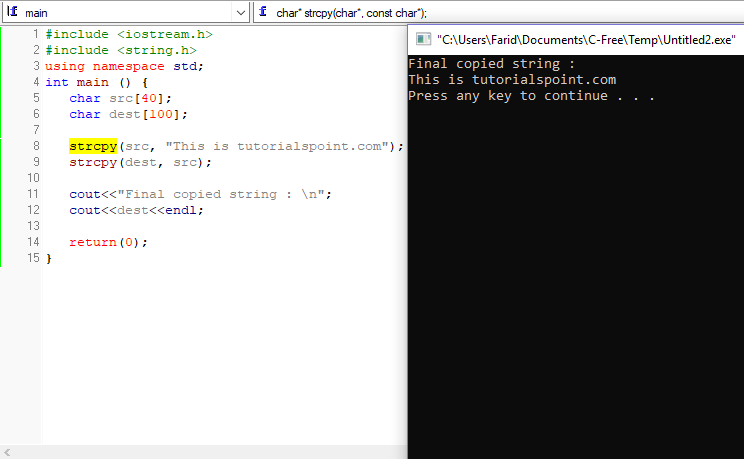 main
char* strcpy(char*, const char*);
1 #include <iostream.h>
2 #include <string.h>
3 using namespace std;
4 int main () {
5 char src[40];
6 char dest[100];
7
8 strcpy(src, "This is tutorialspoint.com");
9 strcpy(dest, src);
10
11 cout<<"Final copied string : \n";
12 cout<<dest<<endl;
13
14 return(0);
15 }
"C:\Users\Farid\Documents\C-Free\Temp\Untitled2.exe"
Final copied string :
This is tutorialspoint.com
Press any key to continue . . .